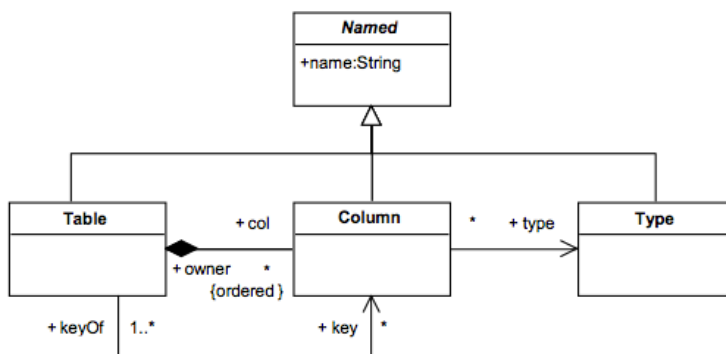 Named
+name:String
Table
+ col
Column
*
+ type
Type
+ owner
*
{ordered }
+ keyOf
1..*
+ key
*